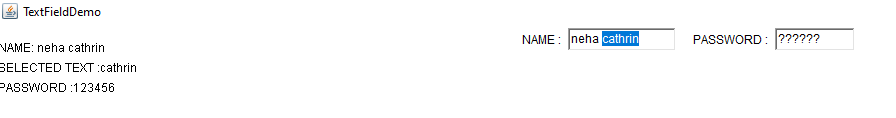 TextFieldDemo
NAME : neha cathrin PASSWORD : ??????
NAME: neha cathrin
SELECTED TEXT :cathrin
PASSWORD :123456